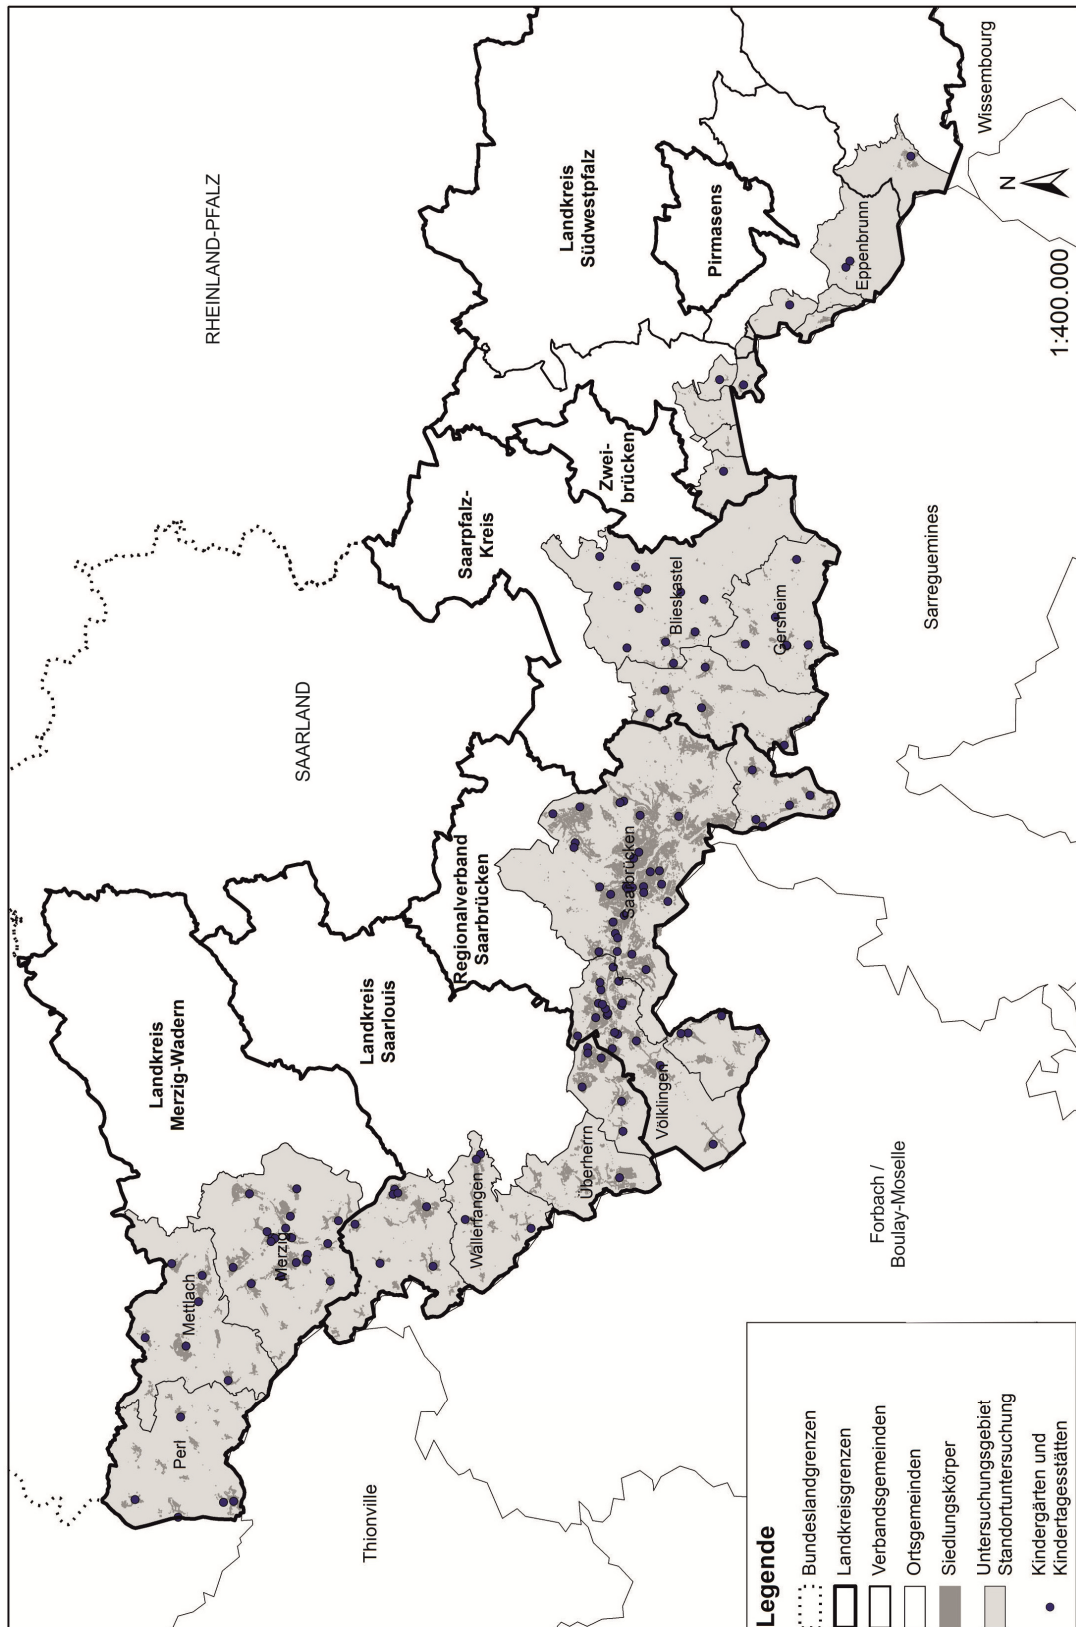 RHEINLAND-PFALZ
SAARLAND
Landkreis
Merzig-Wadern
Landkreis
Saarlouis
Regionalverband
Saarbrücken
Saarpfalz-
Kreis
Zwei-
brücken
Landkreis
Südwestpfalz
Pirmasens
Perl
Mettlach
Merzig
Wallerfangen
Überherrn
Völklingen
Saarbrücken
Blieskastel
Gersheim
Eppenbrunn
Thionville
Forbach /
Boulay-Moselle
Sarreguemines
Wissembourg
N
1:400.000
Legende
Bundeslandgrenzen
Landkreisgrenzen
Verbandsgemeinden
Ortsgemeinden
Siedlungskörper
Untersuchungsgebiet
Standortuntersuchung
Kindergärten und
Kindertagesstätten